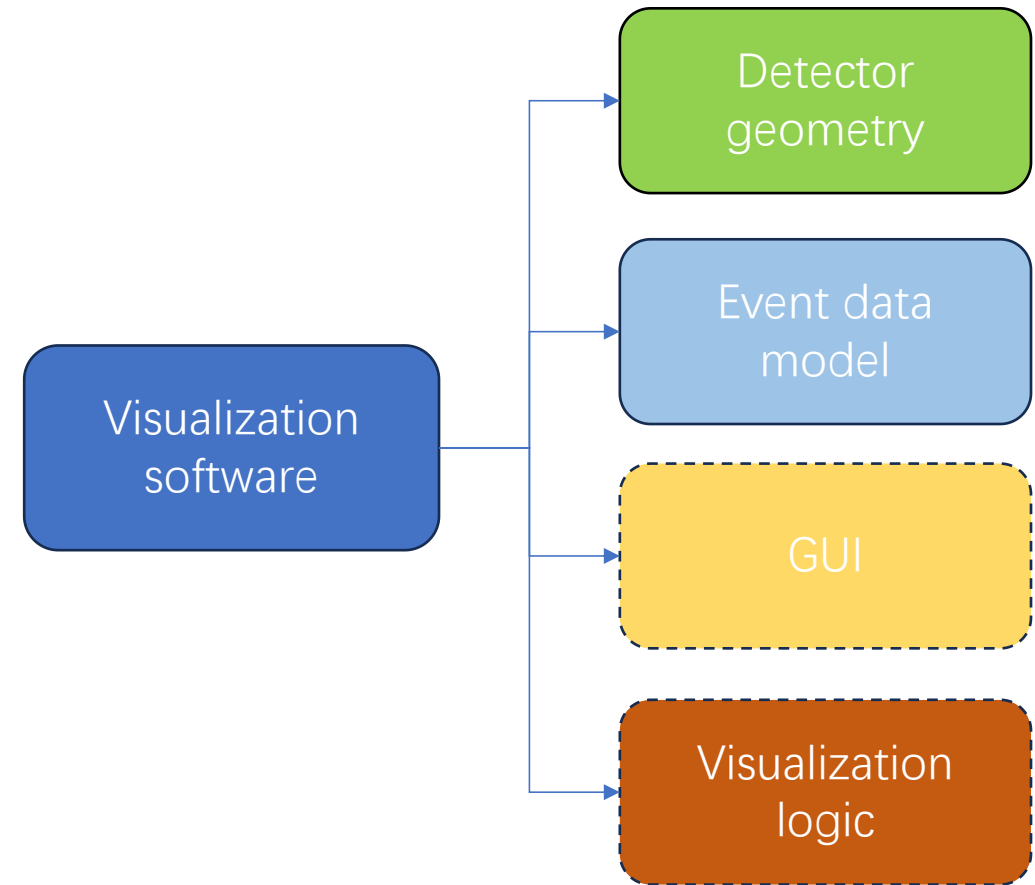 Detector
geometry
Event data
model
Visualization
software
GUI
Visualization
logic